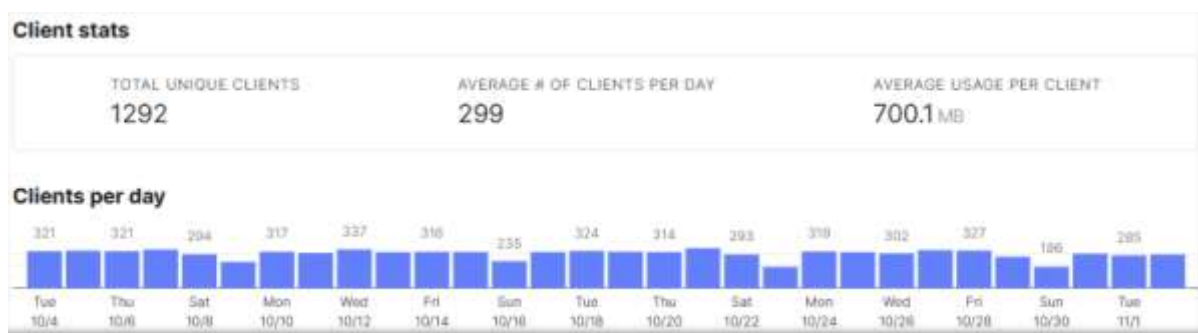 Client stats
TOTAL UNIQUE CLIENTS AVERAGE # OF CLIENTS PER DAY AVERAGE USAGE PER CLIENT
1292 299 700.1 MB
Clients per day
321 321 294 317 337 316 235 324 314 293 319 302 327 186 285
Tue Thu Sat Mon Wed Fri Sun Tue Thu Sat Mon Wed Fri Sun Tue
10/4 10/6 10/8 10/10 10/12 10/14 10/16 10/18 10/20 10/22 10/24 10/26 10/28 10/30 11/1